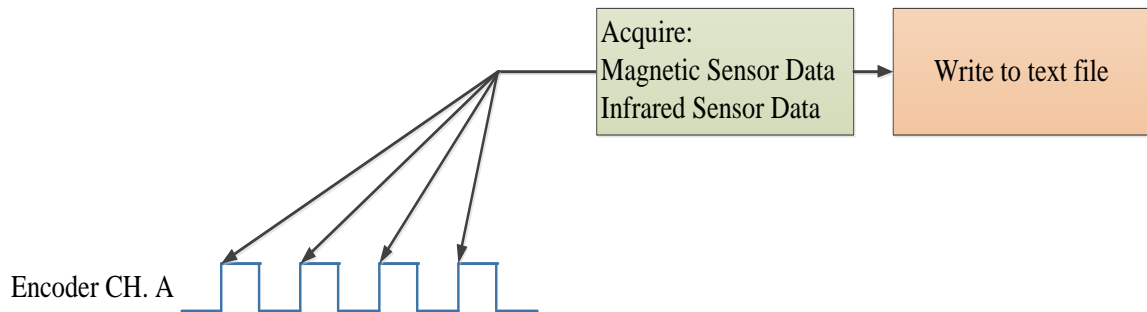 Acquire:
Magnetic Sensor Data
Infrared Sensor Data
Write to text file
Encoder CH. A